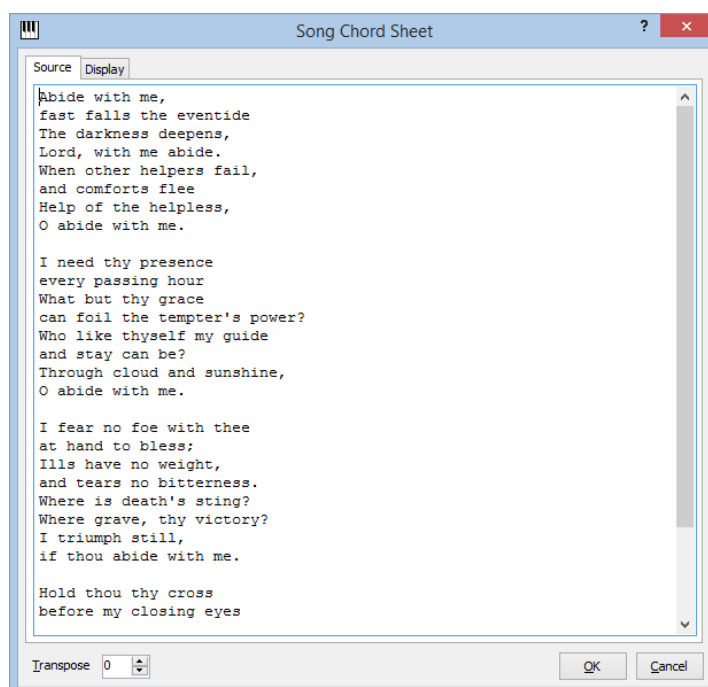 Song Chord Sheet
? ×
Source Display
Abide with me,
fast falls the eventide
The darkness deepens,
Lord, with me abide.
When other helpers fail,
and comforts flee
Help of the helpless,
O abide with me.

I need thy presence
every passing hour
What but thy grace
can foil the tempter's power?
Who like thyself my guide
and stay can be?
Through cloud and sunshine,
O abide with me.

I fear no foe with thee
at hand to bless;
Ills have no weight,
and tears no bitterness.
Where is death's sting?
Where grave, thy victory?
I triumph still,
if thou abide with me.

Hold thou thy cross
before my closing eyes
Transpose 0 OK Cancel